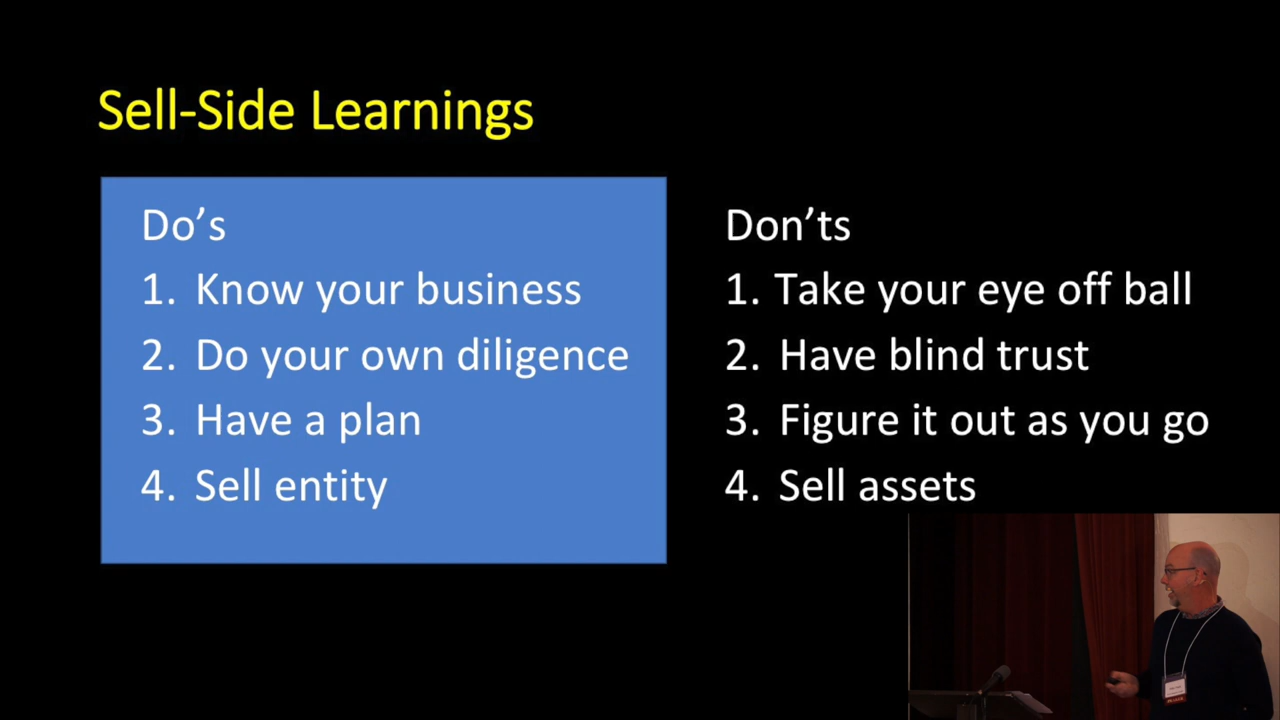 Sell-Side Learnings
Do’s
1. Know your business
2. Do your own diligence
3. Have a plan
4. Sell entity
Don’ts
1. Take your eye off ball
2. Have blind trust
3. Figure it out as you go
4. Sell assets